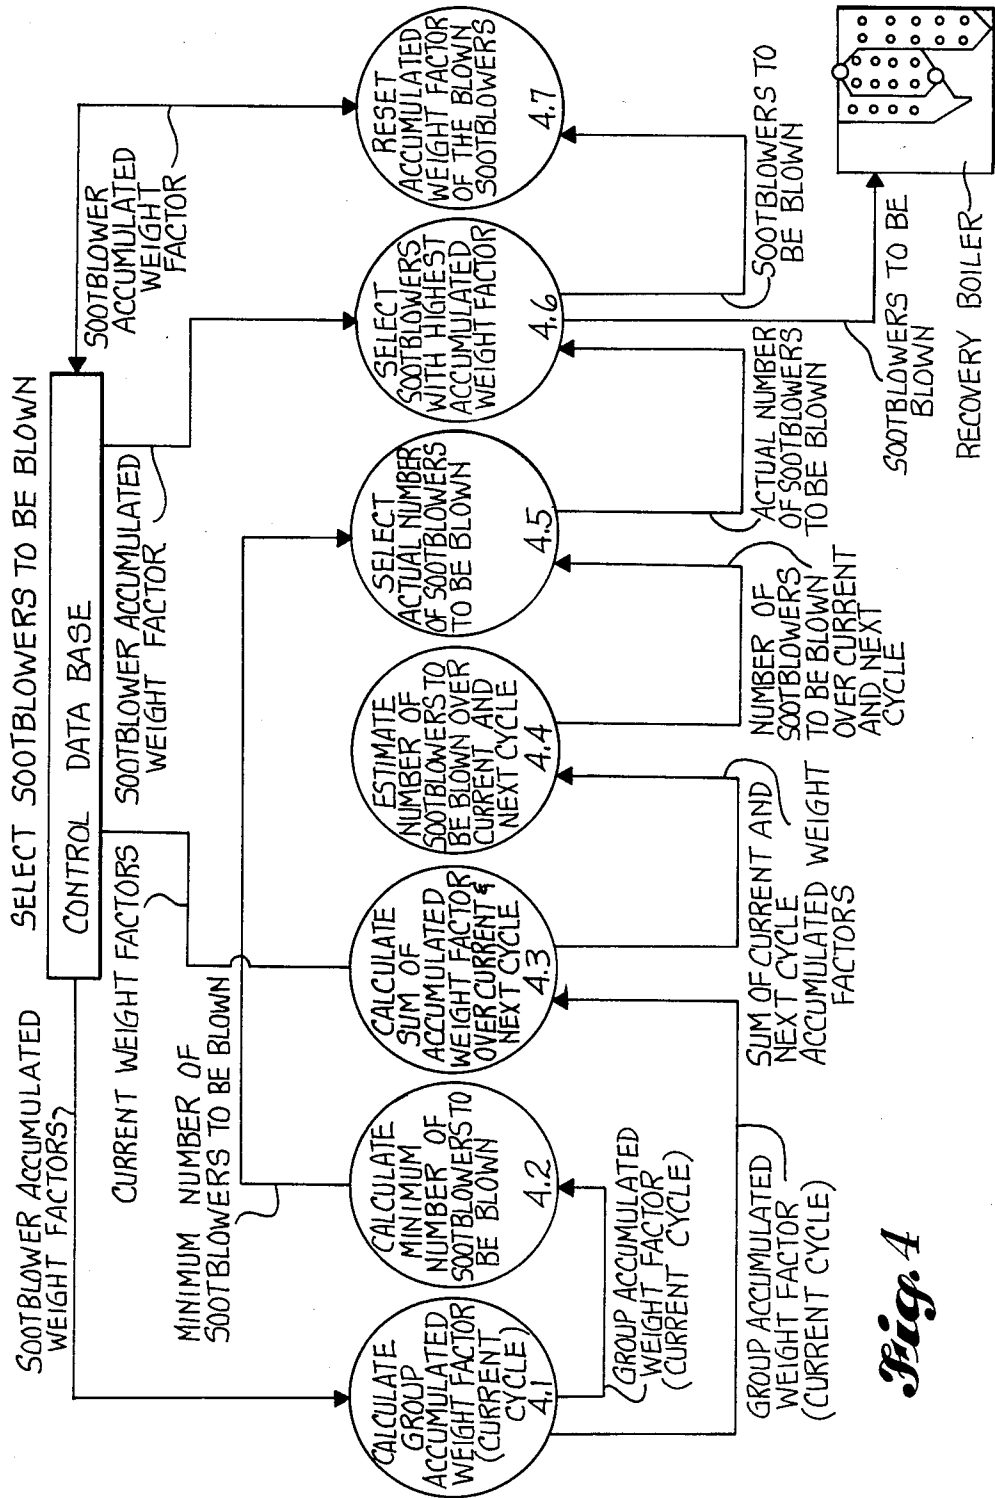 SELECT SOOTBLOWERS TO BE BLOWN
CONTROL DATA BASE
SOOTBLOWER ACCUMULATED
WEIGHT FACTORS
CURRENT WEIGHT FACTORS
MINIMUM NUMBER OF
SOOTBLOWERS TO BE BLOWN
SOOTBLOWER ACCUMULATED
WEIGHT FACTOR
SOOTBLOWER
ACCUMULATED
WEIGHT
FACTOR
CALCULATE
GROUP
ACCUMULATED
WEIGHT FACTOR
(CURRENT
CYCLE)
4.1
CALCULATE
MINIMUM
NUMBER OF
SOOTBLOWERS TO
BE BLOWN
4.2
CALCULATE
SUM OF
ACCUMULATED
WEIGHT FACTOR
OVER CURRENT &
NEXT CYCLE.
4.3
ESTIMATE
NUMBER OF
SOOTBLOWERS TO
BE BLOWN OVER
CURRENT AND
NEXT CYCLE
4.4
SELECT
ACTUAL NUMBER
OF SOOTBLOWERS
TO BE BLOWN
4.5
SELECT
SOOTBLOWERS
WITH HIGHEST
ACCUMULATED
WEIGHT FACTOR
4.6
RESET
ACCUMULATED
WEIGHT FACTOR
OF THE BLOWN
SOOTBLOWERS
4.7
GROUP ACCUMULATED
WEIGHT FACTOR
(CURRENT CYCLE)
GROUP ACCUMULATED
WEIGHT FACTOR
(CURRENT CYCLE)
SUM OF CURRENT AND
NEXT CYCLE
ACCUMULATED WEIGHT
FACTORS
NUMBER OF
SOOTBLOWERS
TO BE BLOWN
OVER CURRENT
AND NEXT
CYCLE
ACTUAL NUMBER
OF SOOTBLOWERS
TO BE BLOWN
SOOTBLOWERS TO
BE BLOWN
SOOTBLOWERS TO BE
BLOWN
RECOVERY BOILER
Fig. 4